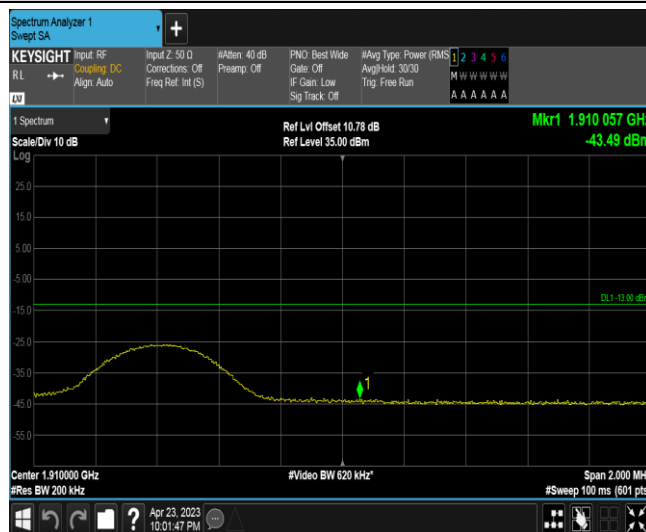 Spectrum Analyzer 1
Swept SA
+
KEYSIGHT Input: RF Input Z: 50 Ω #Atten: 40 dB PNO: Best Wide #Avg Type: Power (RMS 1 2 3 4 5 6
RL Coupling: DC Corrections: Off Preamp: Off Gate: Off Avg|Hold: 30/30 M W W W W W
Align: Auto Freq Ref: Int (S) IF Gain: Low Trig: Free Run
LXI Sig Track: Off A A A A A A
1 Spectrum Ref Lvl Offset 10.78 dB Mkr1 1.910 057 GHz
Scale/Div 10 dB Ref Level 35.00 dBm -43.49 dBm
Log
25.0
15.0
5.00
-5.00
DL1 -13.00 dBm
-15.0
-25.0
-35.0
1
-45.0
-55.0
Center 1.910000 GHz #Video BW 620 kHz* Span 2.000 MH
#Res BW 200 kHz #Sweep 100 ms (601 pts
? Apr 23, 2023
10:01:47 PM